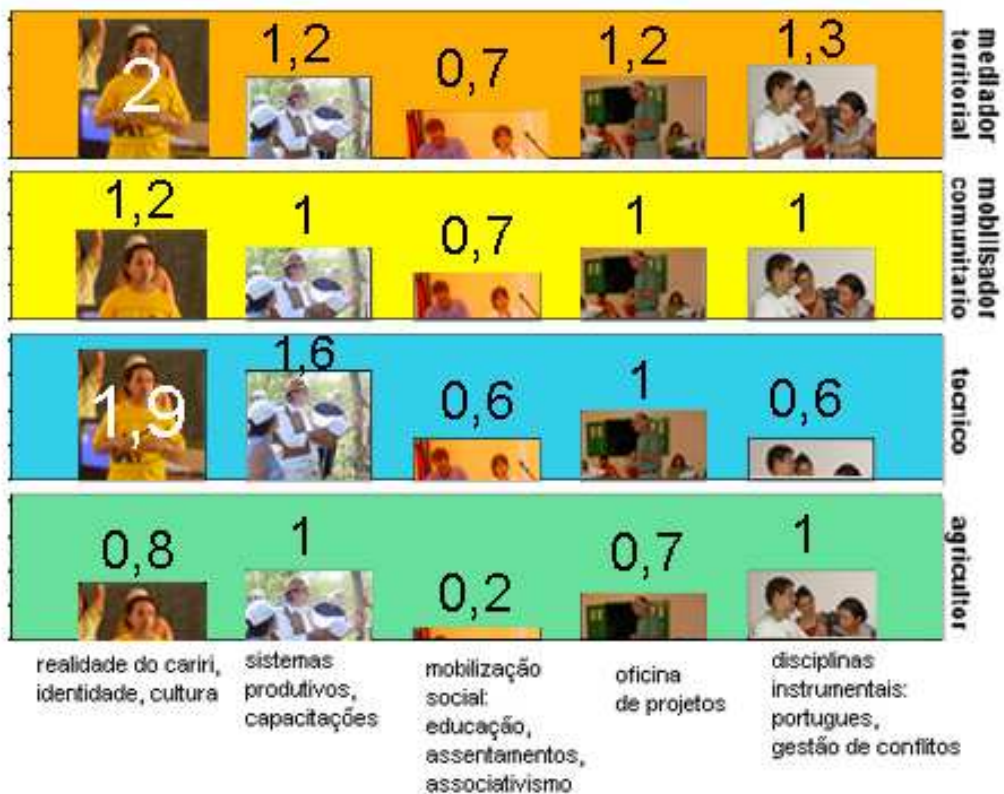 2
1,2
0,7
1,2
1,3
mediador
territorial
1,2
1
0,7
1
1
mobilisador
comunitario
1,9
1,6
0,6
1
0,6
tecnico
0,8
1
0,2
0,7
1
agricultor
realidade do cariri,
identidade, cultura
sistemas
produtivos,
capacitações
mobilização
social:
educação,
assentamentos,
associativismo
oficina
de projetos
disciplinas
instrumentais:
portugues,
gestão de conflitos